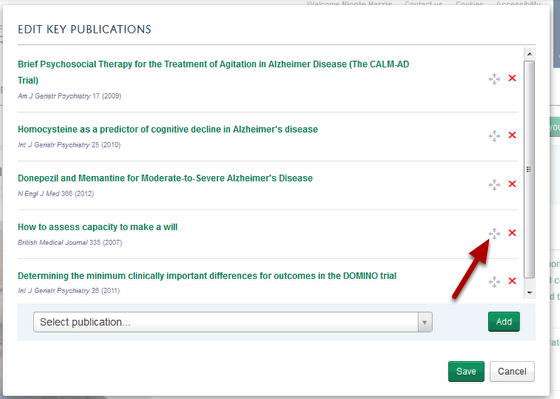 Welcome Nicole Harris Contact us Cookies Accessibility
EDIT KEY PUBLICATIONS
Brief Psychosocial Therapy for the Treatment of Agitation in Alzheimer Disease (The CALM-AD
Trial)
Am J Geriatr Psychiatry 17 (2009)
Homocysteine as a predictor of cognitive decline in Alzheimer's disease
Int J Geriatr Psychiatry 25 (2010)
Donepezil and Memantine for Moderate-to-Severe Alzheimer's Disease
N Engl J Med 366 (2012)
How to assess capacity to make a will
British Medical Journal 335 (2007)
Determining the minimum clinically important differences for outcomes in the DOMINO trial
Int J Geriatr Psychiatry 26 (2011)
Select publication...
Add
Save
Cancel